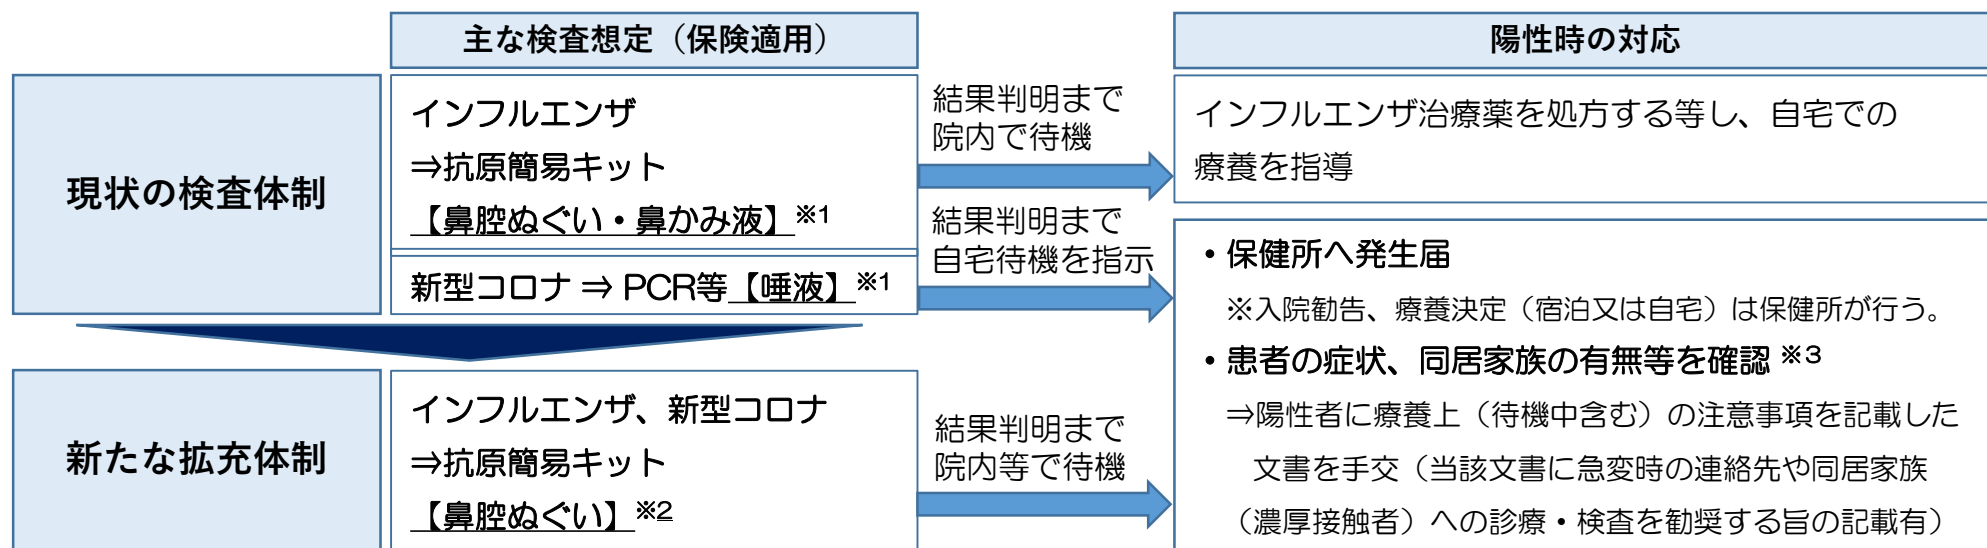 主な検査想定（保険適用）
陽性時の対応
現状の検査体制
インフルエンザ
⇒抗原簡易キット
【鼻腔ぬぐい・鼻かみ液】※1
新型コロナ ⇒ PCR等【唾液】※1
結果判明まで
院内で待機
結果判明まで
自宅待機を指示
インフルエンザ治療薬を処方する等し、自宅での
療養を指導
新たな拡充体制
インフルエンザ、新型コロナ
⇒抗原簡易キット
【鼻腔ぬぐい】※2
結果判明まで
院内等で待機
・保健所へ発生届
※入院勧告、療養決定（宿泊又は自宅）は保健所が行う。
・患者の症状、同居家族の有無等を確認 ※3
⇒陽性者に療養上（待機中含む）の注意事項を記載した
文書を手交（当該文書に急変時の連絡先や同居家族
（濃厚接触者）への診療・検査を勧奨する旨の記載有）